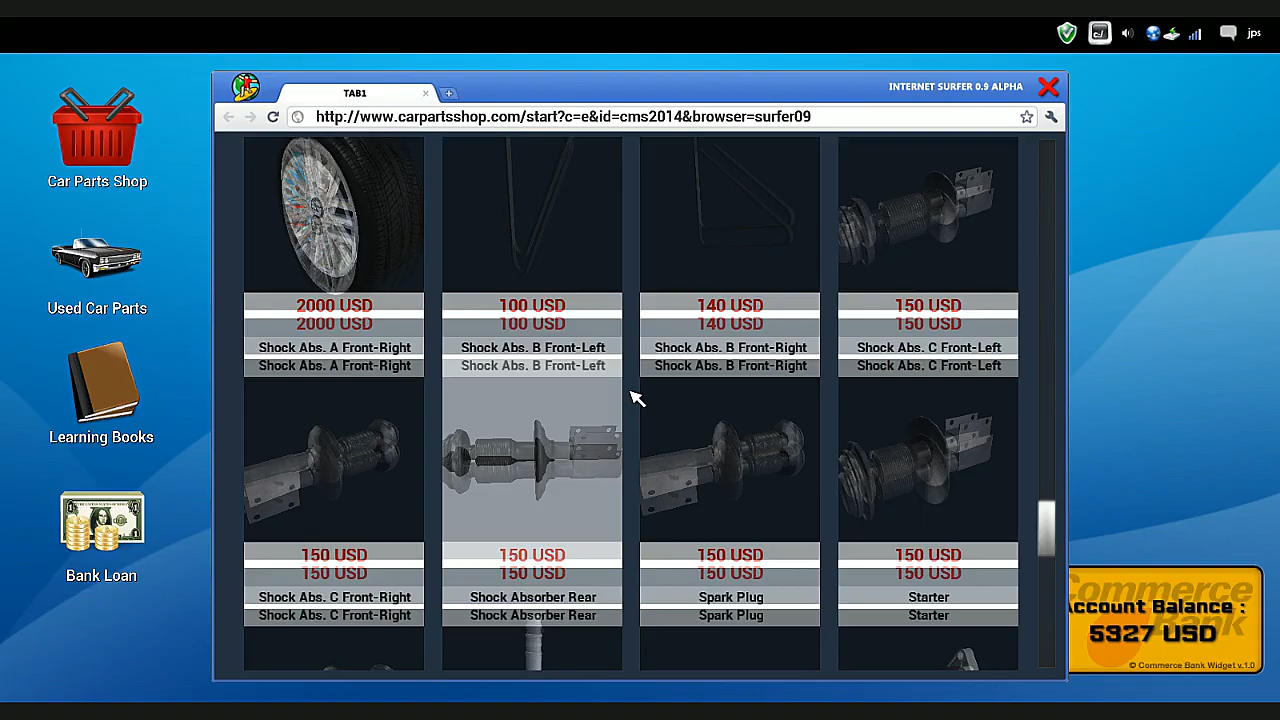 jps
TAB1
INTERNET SURFER 0.9 ALPHA
http://www.carpartsshop.com/start?c=e&id=cms2014&browser=surfer09
Car Parts Shop
Used Car Parts
Learning Books
Bank Loan
2000 USD 100 USD 140 USD 150 USD
2000 USD 100 USD 140 USD 150 USD
Shock Abs. A Front-Right Shock Abs. B Front-Left Shock Abs. B Front-Right Shock Abs. C Front-Left
Shock Abs. A Front-Right Shock Abs. B Front-Left Shock Abs. B Front-Right Shock Abs. C Front-Left
150 USD 150 USD 150 USD 150 USD
150 USD 150 USD 150 USD 150 USD
Shock Abs. C Front-Right Shock Absorber Rear Spark Plug Starter
Shock Abs. C Front-Right Shock Absorber Rear Spark Plug Starter
Commerce
Bank
Account Balance :
5327 USD
© Commerce Bank Widget v.1.0